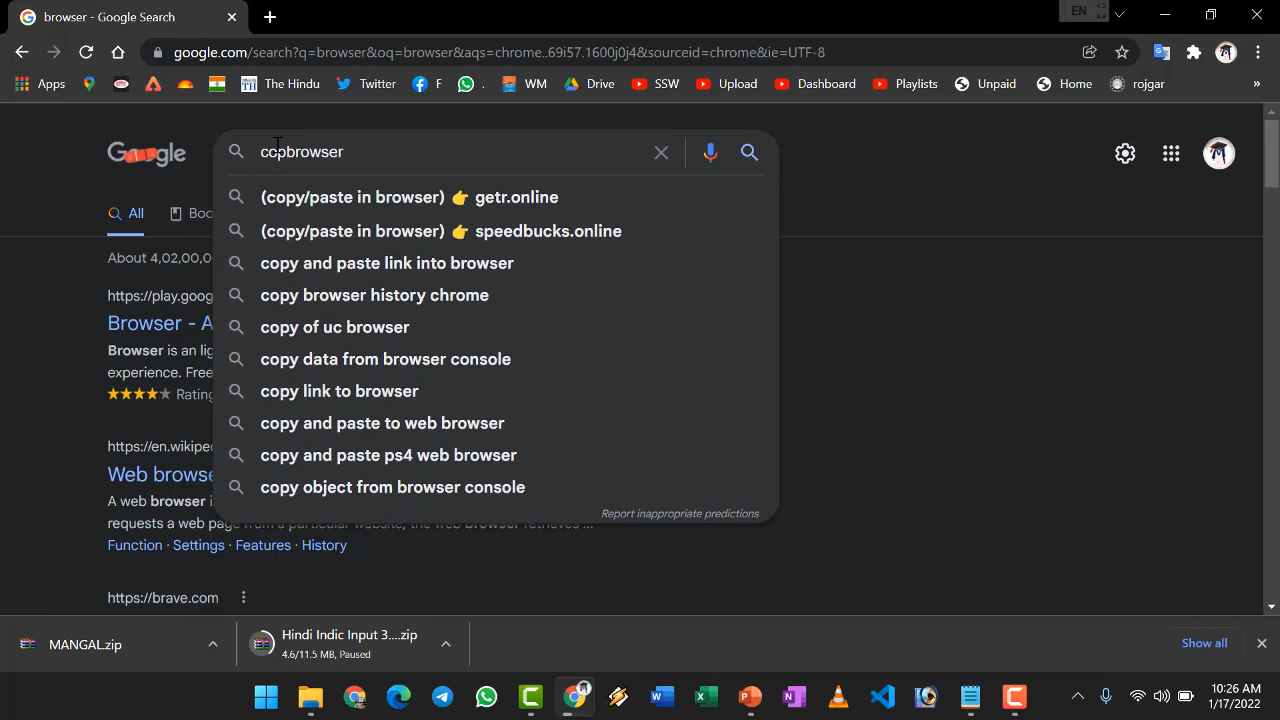 browser - Google Search
EN
google.com/search?q=browser&oq=browser&aqs=chrome..69i57.1600j0j4&sourceid=chrome&ie=UTF-8
Apps The Hindu Twitter F . WM Drive SSW Upload Dashboard Playlists Unpaid Home rojgar »
Google
copbrowser
All Boo
(copy/paste in browser) 👉 getr.online
(copy/paste in browser) 👉 speedbucks.online
copy and paste link into browser
copy browser history chrome
copy of uc browser
copy data from browser console
copy link to browser
copy and paste to web browser
copy and paste ps4 web browser
copy object from browser console
Report inappropriate predictions
About 4,02,00,0
https://play.goog
Browser - A
Browser is an lig
experience. Free
Rating
https://en.wikiped
Web browse
A web browser i
requests a web page from a particular website, the web browser retrieves ...
Function · Settings · Features · History
https://brave.com
MANGAL.zip
Hindi Indic Input 3....zip
4.6/11.5 MB, Paused
Show all
10:26 AM
1/17/2022